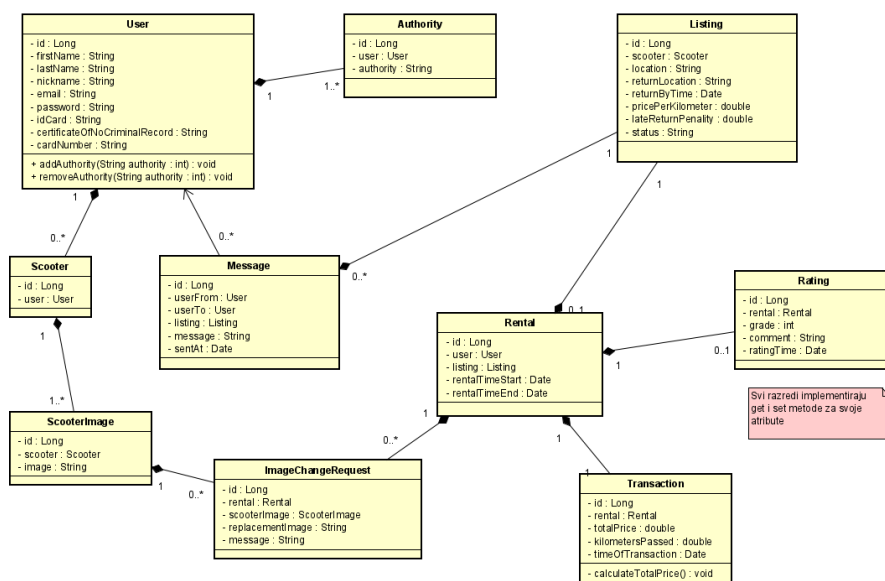 User
- id : Long
- firstName : String
- lastName : String
- nickname : String
- email : String
- password : String
- idCard : String
- certificateOfNoCriminalRecord : String
- cardNumber : String
+ addAuthority(String authority : int) : void
+ removeAuthority(String authority : int) : void
Authority
- id : Long
- user : User
- authority : String
1
1..*
Listing
- id : Long
- scooter : Scooter
- location : String
- returnLocation : String
- returnByTime : Date
- pricePerKilometer : double
- lateReturnPenality : double
- status : String
1
1
1
0..*
0..*
Scooter
- id : Long
- user : User
Message
- id : Long
- userFrom : User
- userTo : User
- listing : Listing
- message : String
- sentAt : Date
0..*
0..1
Rental
- id : Long
- user : User
- listing : Listing
- rentalTimeStart : Date
- rentalTimeEnd : Date
Rating
- id : Long
- rental : Rental
- grade : int
- comment : String
- ratingTime : Date
1
0..1
1
1..*
Svi razredi implementiraju
get i set metode za svoje
atribute
ScooterImage
- id : Long
- scooter : Scooter
- image : String
1
0..*
1
0..*
1
1
ImageChangeRequest
- id : Long
- rental : Rental
- scooterImage : ScooterImage
- replacementImage : String
- message : String
Transaction
- id : Long
- rental : Rental
- totalPrice : double
- kilometersPassed : double
- timeOfTransaction : Date
- calculateTotalPrice() : void